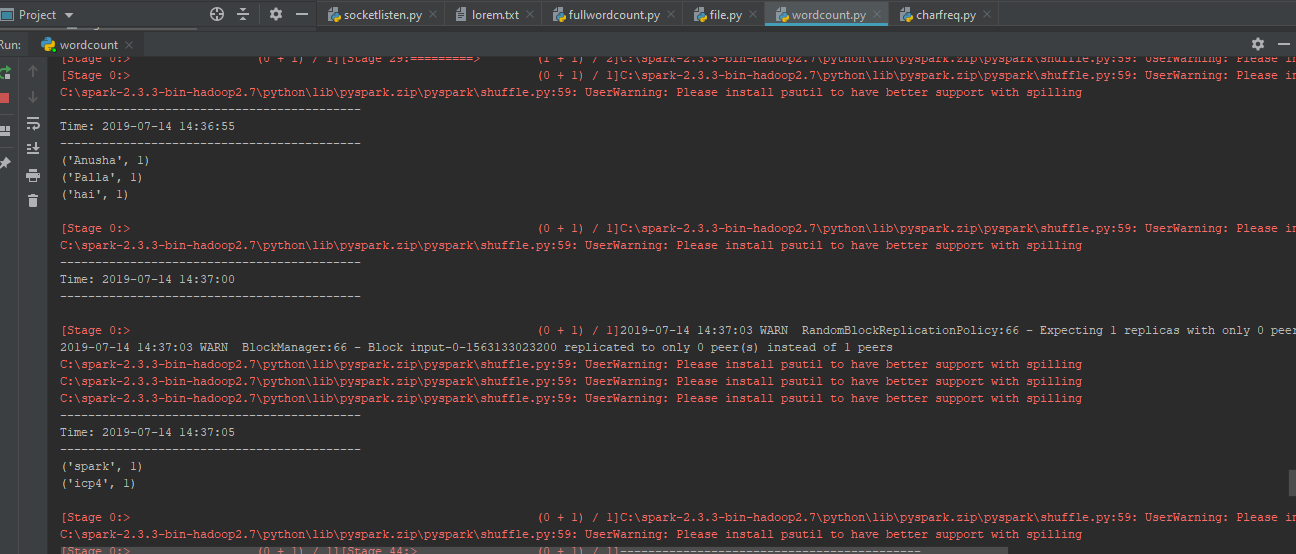 Project
socketlisten.py lorem.txt fullwordcount.py file.py wordcount.py charfreq.py
Run: wordcount
[Stage 0:> (0 + 1) / 1][Stage 29:=========> (1 + 1) / 2]C:\spark-2.3.3-bin-hadoop2.7\python\lib\pyspark.zip\pyspark\shuffle.py:59: UserWarning: Please
[Stage 0:> (0 + 1) / 1]C:\spark-2.3.3-bin-hadoop2.7\python\lib\pyspark.zip\pyspark\shuffle.py:59: UserWarning: Please in
C:\spark-2.3.3-bin-hadoop2.7\python\lib\pyspark.zip\pyspark\shuffle.py:59: UserWarning: Please install psutil to have better support with spilling
-------------------------------------------
Time: 2019-07-14 14:36:55
-------------------------------------------
('Anusha', 1)
('Palla', 1)
('hai', 1)
[Stage 0:> (0 + 1) / 1]C:\spark-2.3.3-bin-hadoop2.7\python\lib\pyspark.zip\pyspark\shuffle.py:59: UserWarning: Please in
C:\spark-2.3.3-bin-hadoop2.7\python\lib\pyspark.zip\pyspark\shuffle.py:59: UserWarning: Please install psutil to have better support with spilling
-------------------------------------------
Time: 2019-07-14 14:37:00
-------------------------------------------
[Stage 0:> (0 + 1) / 1]2019-07-14 14:37:03 WARN  RandomBlockReplicationPolicy:66 - Expecting 1 replicas with only 0 peer
2019-07-14 14:37:03 WARN  BlockManager:66 - Block input-0-1563133023200 replicated to only 0 peer(s) instead of 1 peers
C:\spark-2.3.3-bin-hadoop2.7\python\lib\pyspark.zip\pyspark\shuffle.py:59: UserWarning: Please install psutil to have better support with spilling
C:\spark-2.3.3-bin-hadoop2.7\python\lib\pyspark.zip\pyspark\shuffle.py:59: UserWarning: Please install psutil to have better support with spilling
C:\spark-2.3.3-bin-hadoop2.7\python\lib\pyspark.zip\pyspark\shuffle.py:59: UserWarning: Please install psutil to have better support with spilling
-------------------------------------------
Time: 2019-07-14 14:37:05
-------------------------------------------
('spark', 1)
('icp4', 1)
[Stage 0:> (0 + 1) / 1]C:\spark-2.3.3-bin-hadoop2.7\python\lib\pyspark.zip\pyspark\shuffle.py:59: UserWarning: Please in
C:\spark-2.3.3-bin-hadoop2.7\python\lib\pyspark.zip\pyspark\shuffle.py:59: UserWarning: Please install psutil to have better support with spilling
[Stage 0:> (0 + 1) / 1][Stage 44:> (0 + 1) / 1]-------------------------------------------